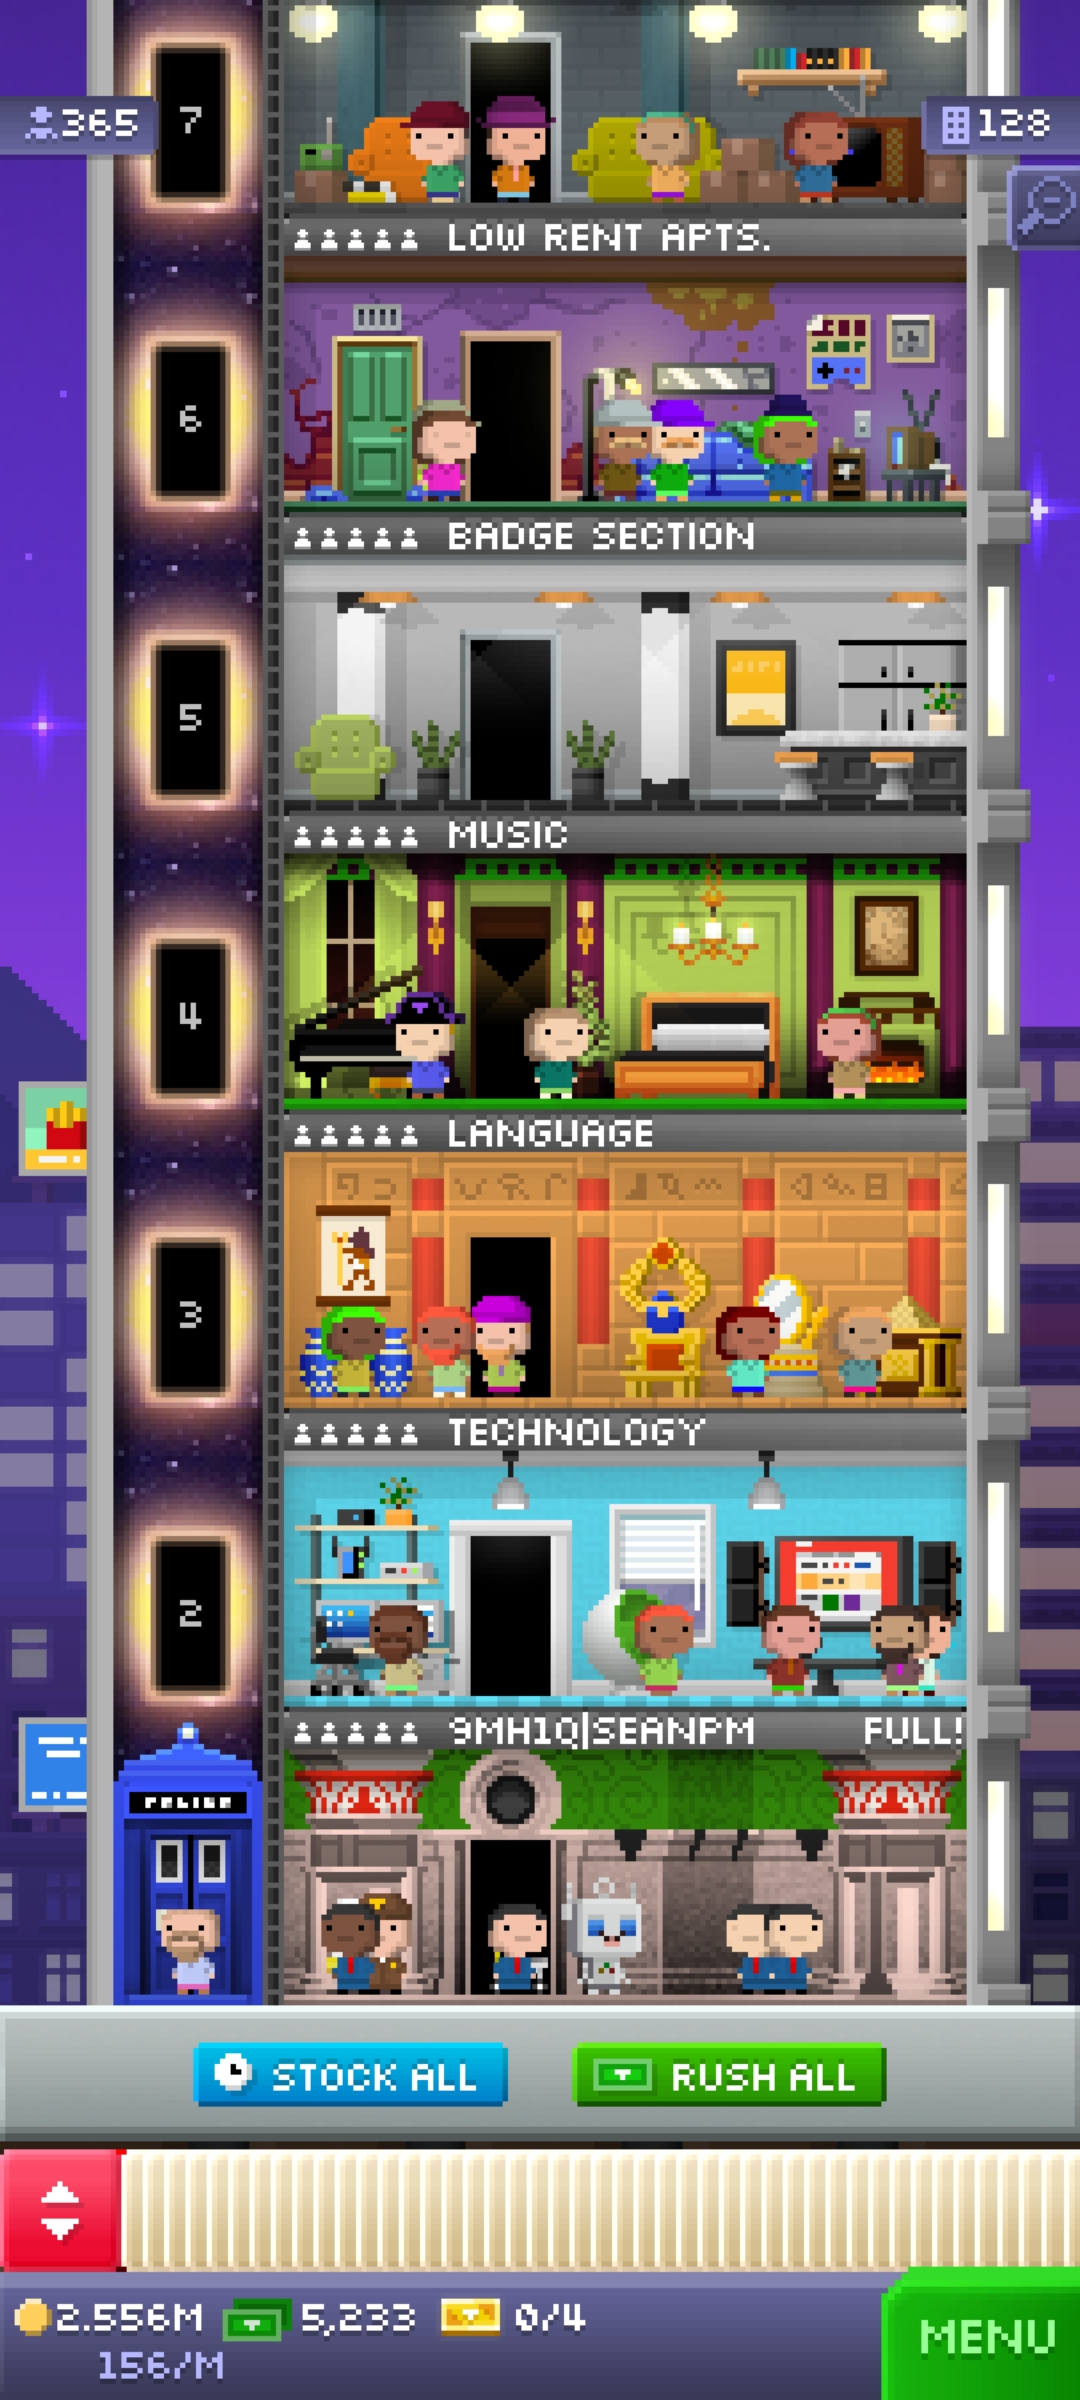 7
365
128
LOW RENT APTS.
6
BADGE SECTION
5
MUSIC
4
LANGUAGE
3
TECHNOLOGY
2
9MH1Q|SEANPM FULL!
POLICE
STOCK ALL RUSH ALL
2.556M 5,233 0/4
156/M
MENU